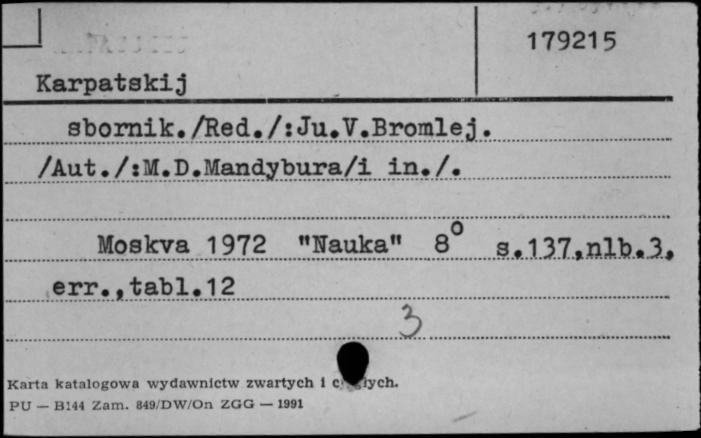 179215
Karpatskij
sbornik./Red./:Ju.V.Bromlej.
/Aut./:M.D.Mandybura/i in./.
Moskva 1972 "Nauka" 8° s.137,nlb.3,
err.,tabl.12
3
Karta katalogowa wydawnictw zwartych i
PU — B144 Zam. 849/DW/On ZGG — 1991